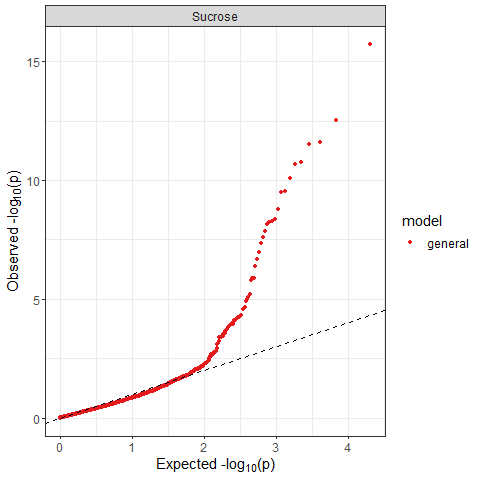 Sucrose
15
10
5
0
Observed -log10(p)
0 1 2 3 4
Expected -log10(p)
model
general